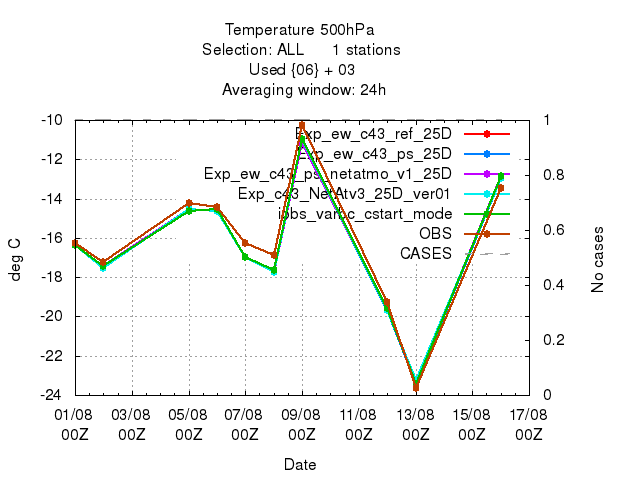 Temperature 500hPa
Selection: ALL 1 stations
Used {06} + 03
Averaging window: 24h
-10
-12
-14
-16
-18
-20
-22
-24
deg C
1
0.8
0.6
0.4
0.2
0
No cases
Exp_ew_c43_ref_25D
Exp_ew_c43_ps_25D
Exp_ew_c43_ps_netatmo_v1_25D
Exp_c43_NetAtv3_25D_ver01
OBS
CASES
01/08 03/08 05/08 07/08 09/08 11/08 13/08 15/08 17/08
00Z 00Z 00Z 00Z 00Z 00Z 00Z 00Z 00Z
Date